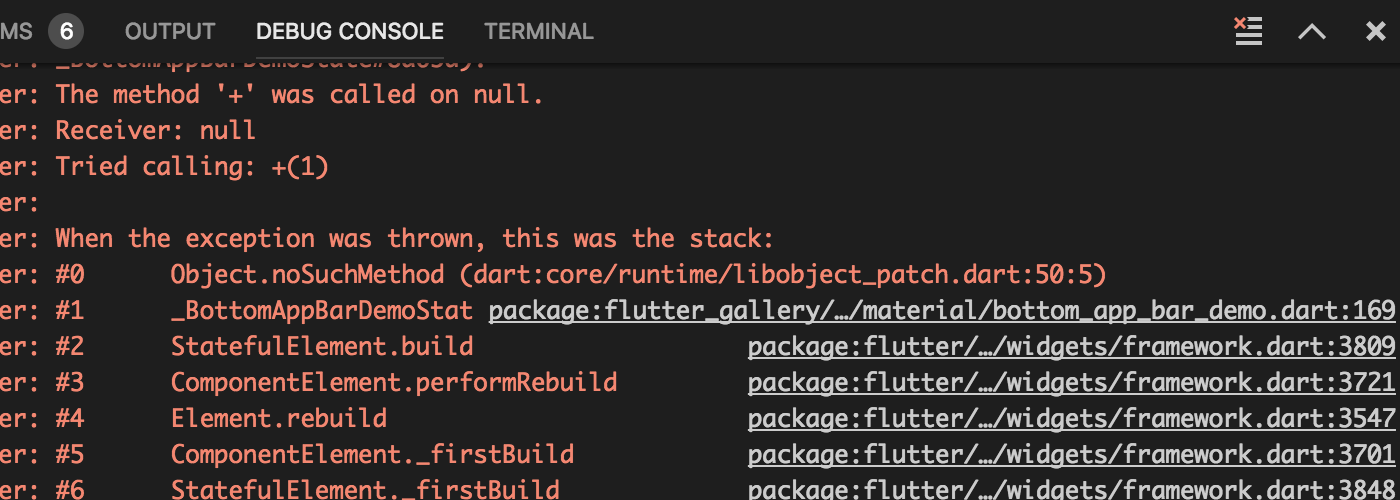 MS 6 OUTPUT DEBUG CONSOLE TERMINAL
er: The method '+' was called on null.
er: Receiver: null
er: Tried calling: +(1)
er:
er: When the exception was thrown, this was the stack:
er: #0 Object.noSuchMethod (dart:core/runtime/libobject_patch.dart:50:5)
er: #1 _BottomAppBarDemoStat package:flutter_gallery/…/material/bottom_app_bar_demo.dart:169
er: #2 StatefulElement.build package:flutter/…/widgets/framework.dart:3809
er: #3 ComponentElement.performRebuild package:flutter/…/widgets/framework.dart:3721
er: #4 Element.rebuild package:flutter/…/widgets/framework.dart:3547
er: #5 ComponentElement._firstBuild package:flutter/…/widgets/framework.dart:3701
er: #6 StatefulElement._firstBuild package:flutter/…/widgets/framework.dart:3848